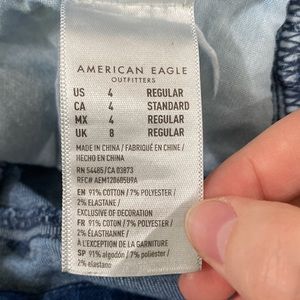 AMERICAN EAGLE
OUTFITTERS
US 4 REGULAR
CA 4 STANDARD
MX 4 REGULAR
UK 8 REGULAR
MADE IN CHINA / FABRIQUÉ EN CHINE /
HECHO EN CHINA
RN 54485/CA 03873
REC# AEM120605U9A
EN 91% COTTON / 7% POLYESTER /
2% ELASTANE
EXCLUSIVE OF DECORATION
FR 91% COTON / 7% POLYESTER /
2% ÉLASTHANNE /
À L'EXCEPTION DE LA GARNITURE
SP 91% algodón / 7% poliéster /
2% elastano